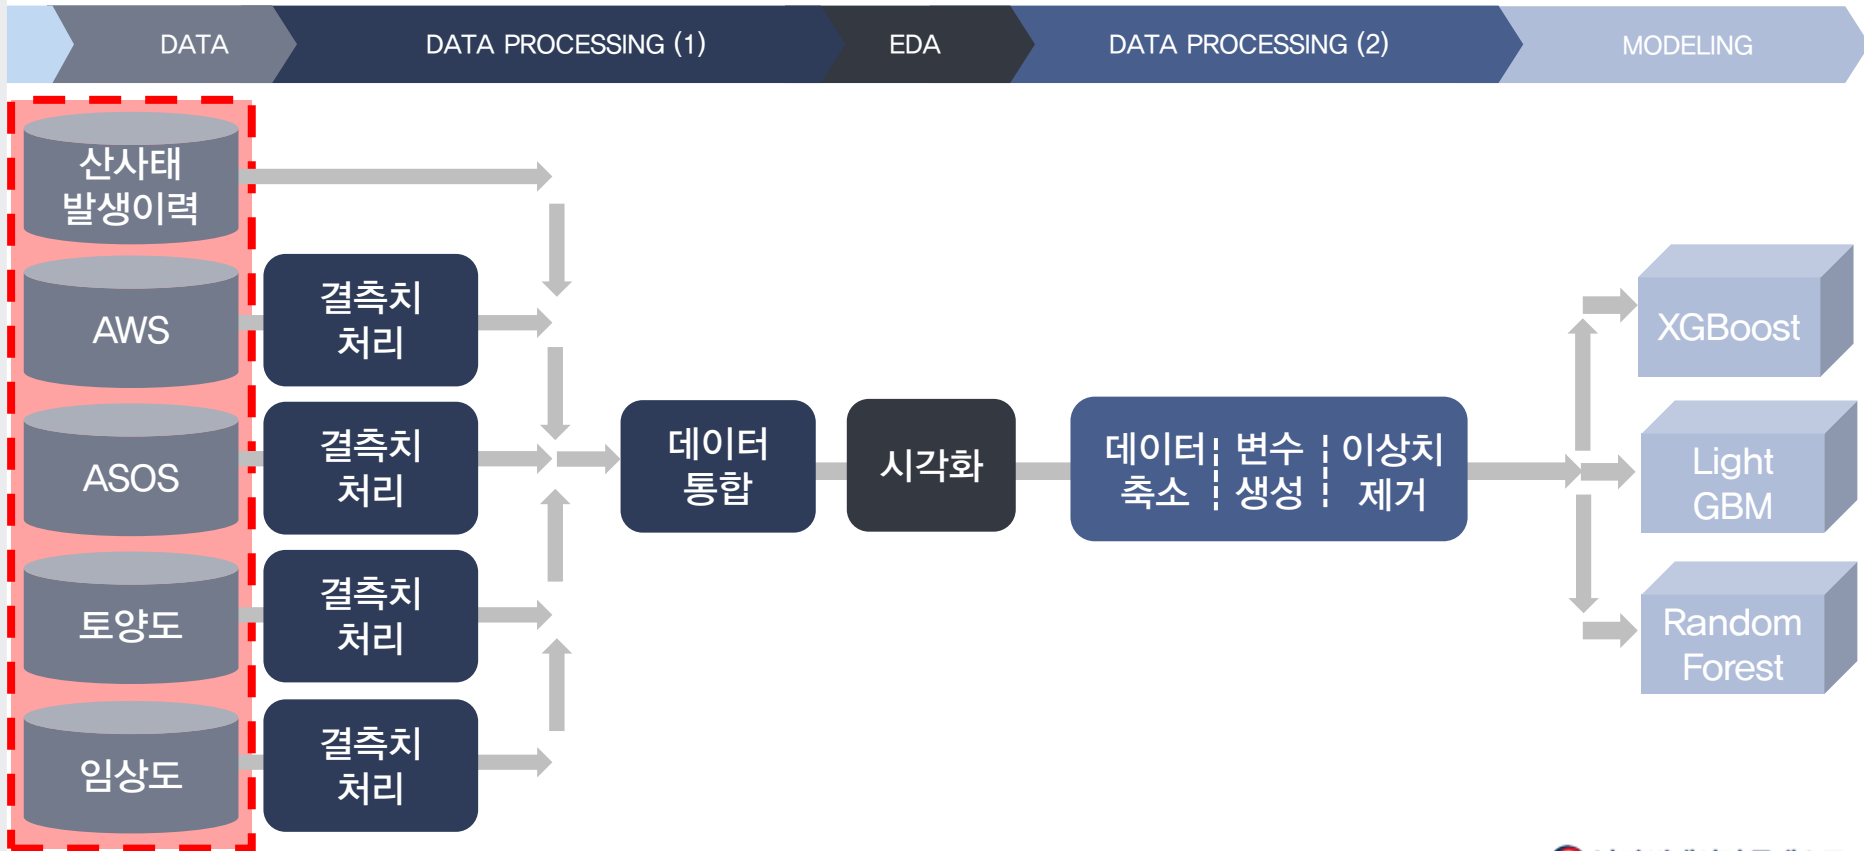 DATA
DATA PROCESSING (1)
EDA
DATA PROCESSING (2)
MODELING
산사태
발생이력
AWS
결측치
처리
ASOS
결측치
처리
토양도
결측치
처리
임상도
결측치
처리
데이터
통합
시각화
데이터
축소
변수
생성
이상치
제거
XGBoost
Light
GBM
Random
Forest